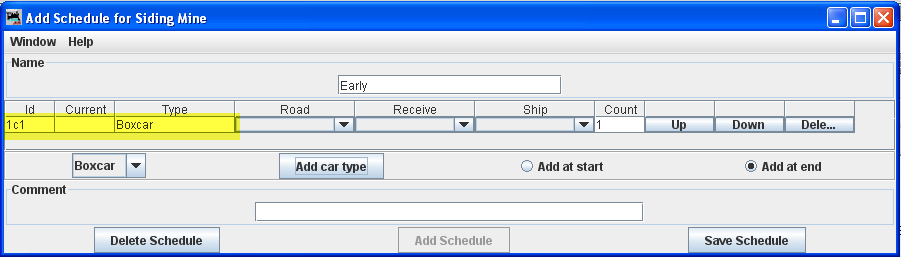 Add Schedule for Siding Mine
Window Help
Name
Early
Id Current Type Road Receive Ship Count
1c1 Boxcar 1 Up Down Dele...
Boxcar Add car type Add at start Add at end
Comment
Delete Schedule Add Schedule Save Schedule